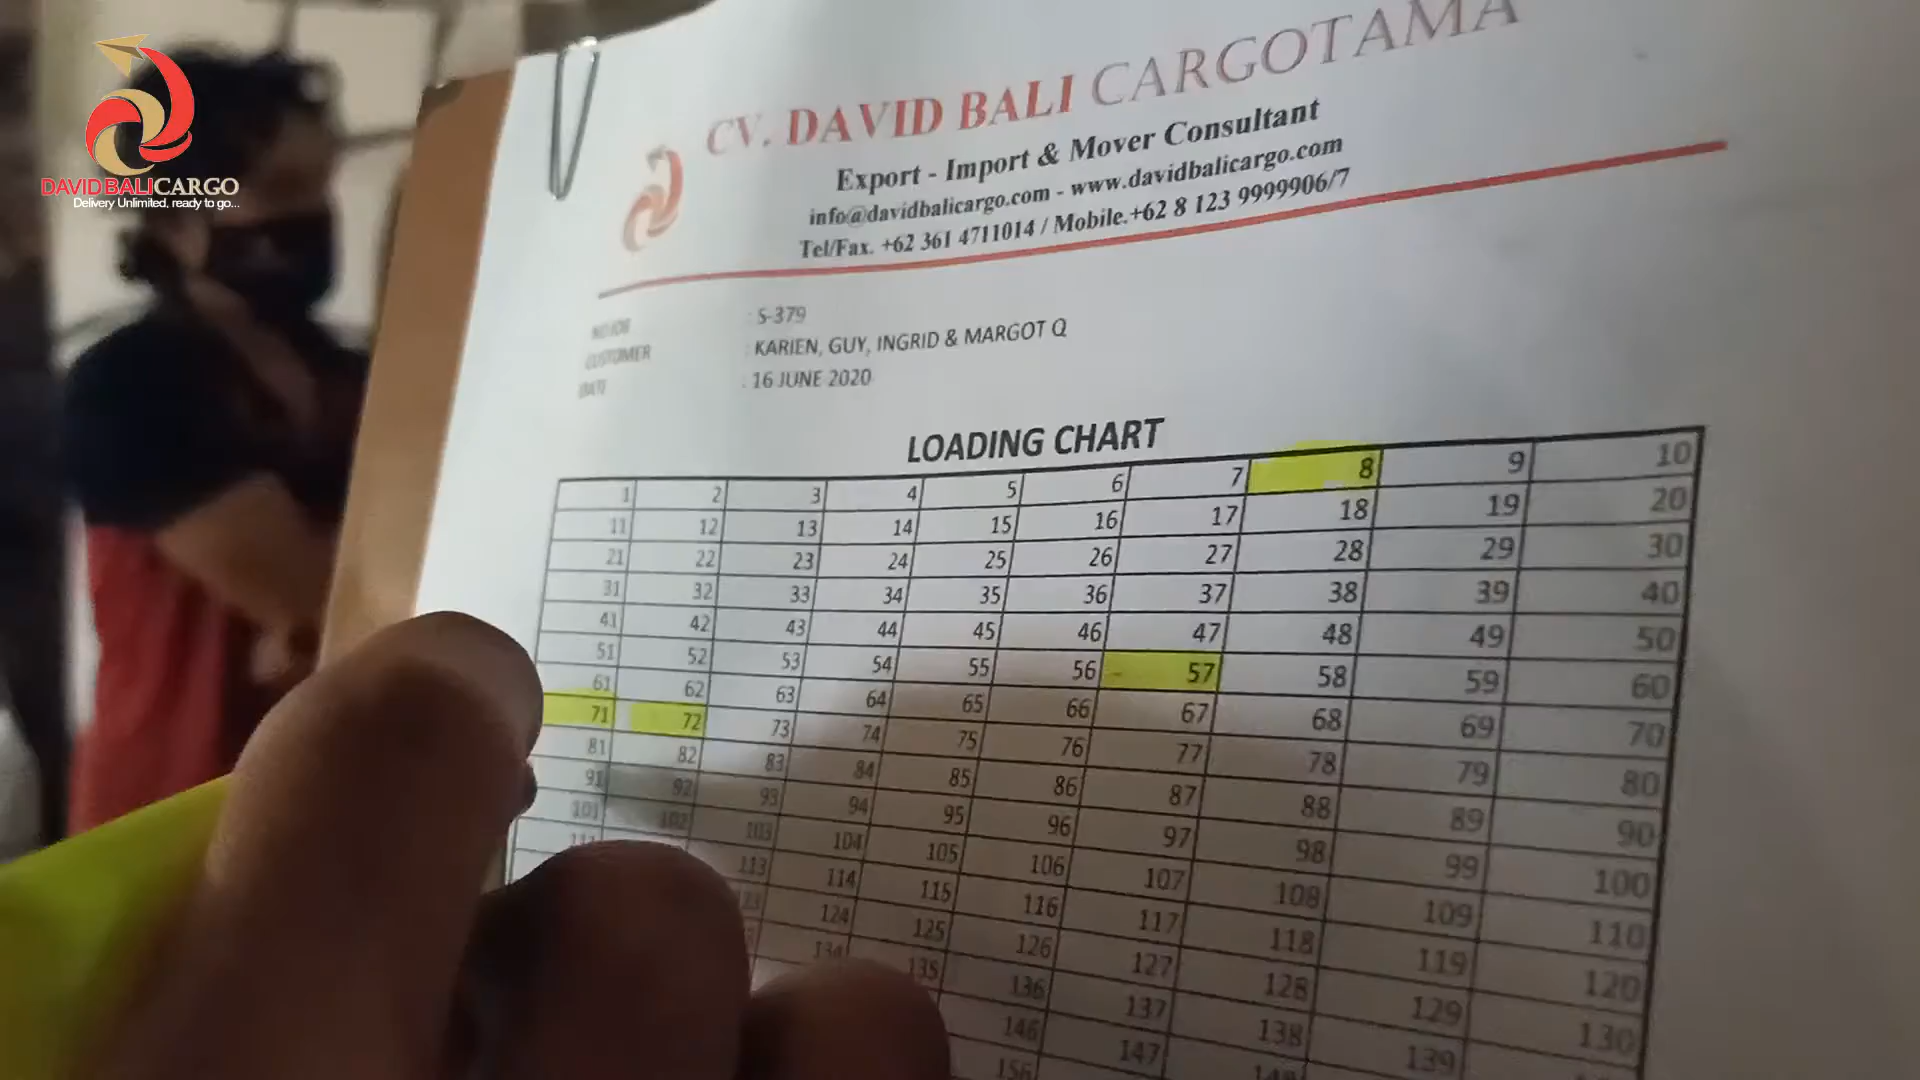 DAVID BALI CARGO
Delivery Unlimited, ready to go...
CV. DAVID BALI CARGOTAMA
Export - Import & Mover Consultant
info@davidbalicargo.com - www.davidbalicargo.com
Tel/Fax. +62 361 4711014 / Mobile.+62 8 123 9999906/7
NO JOB : S-379
CUSTOMER : KARIEN, GUY, INGRID & MARGOT Q
DATE : 16 JUNE 2020
LOADING CHART
1 2 3 4 5 6 7 8 9 10
11 12 13 14 15 16 17 18 19 20
21 22 23 24 25 26 27 28 29 30
31 32 33 34 35 36 37 38 39 40
41 42 43 44 45 46 47 48 49 50
51 52 53 54 55 56 57 58 59 60
61 62 63 64 65 66 67 68 69 70
71 72 73 74 75 76 77 78 79 80
81 82 83 84 85 86 87 88 89 90
91 92 93 94 95 96 97 98 99 100
101 102 103 104 105 106 107 108 109 110
113 114 115 116 117 118 119 120
124 125 126 127 128 129 130
134 135 136 137 138 139
146 147
156